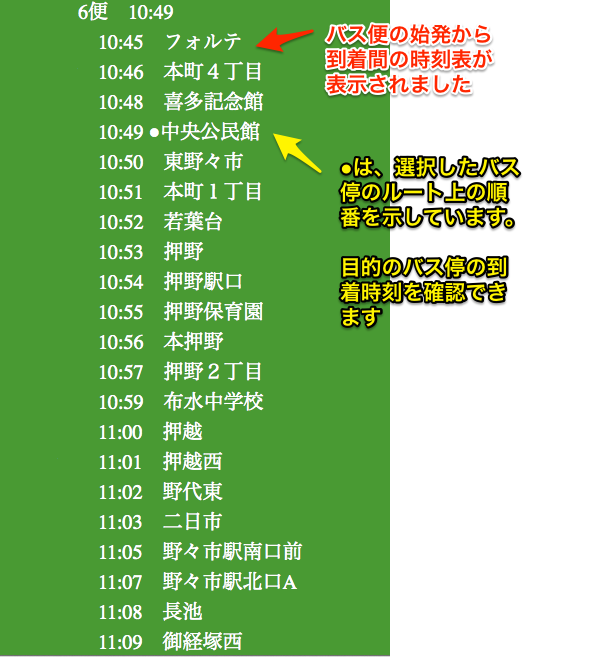 6便　10:49
10:45　フォルテ
10:46　本町４丁目
10:48　喜多記念館
10:49 ●中央公民館
10:50　東野々市
10:51　本町１丁目
10:52　若葉台
10:53　押野
10:54　押野駅口
10:55　押野保育園
10:56　本押野
10:57　押野２丁目
10:59　布水中学校
11:00　押越
11:01　押越西
11:02　野代東
11:03　二日市
11:05　野々市駅南口前
11:07　野々市駅北口A
11:08　長池
11:09　御経塚西
バス便の始発から
到着間の時刻表が
表示されました
●は、選択したバス
停のルート上の順
番を示しています。
目的のバス停の到
着時刻を確認でき
ます